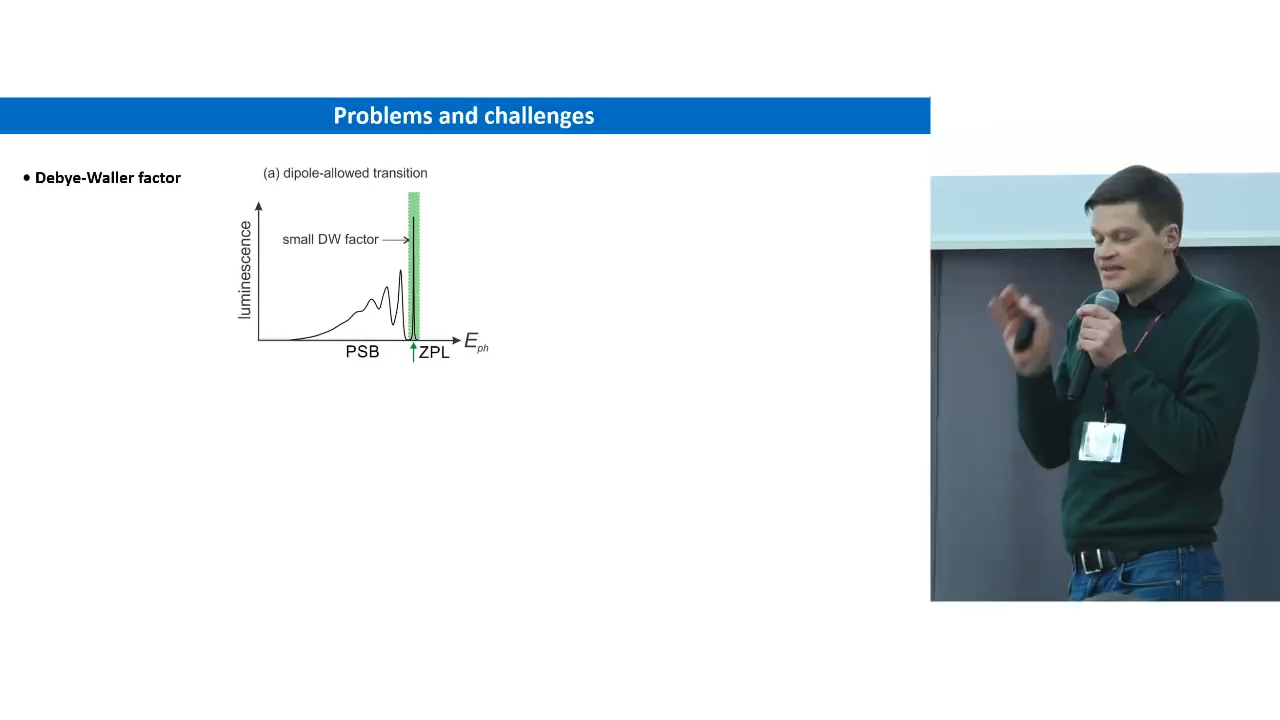 Problems and challenges
• Debye-Waller factor
(a) dipole-allowed transition
small DW factor
luminescence
PSB
ZPL
E_ph